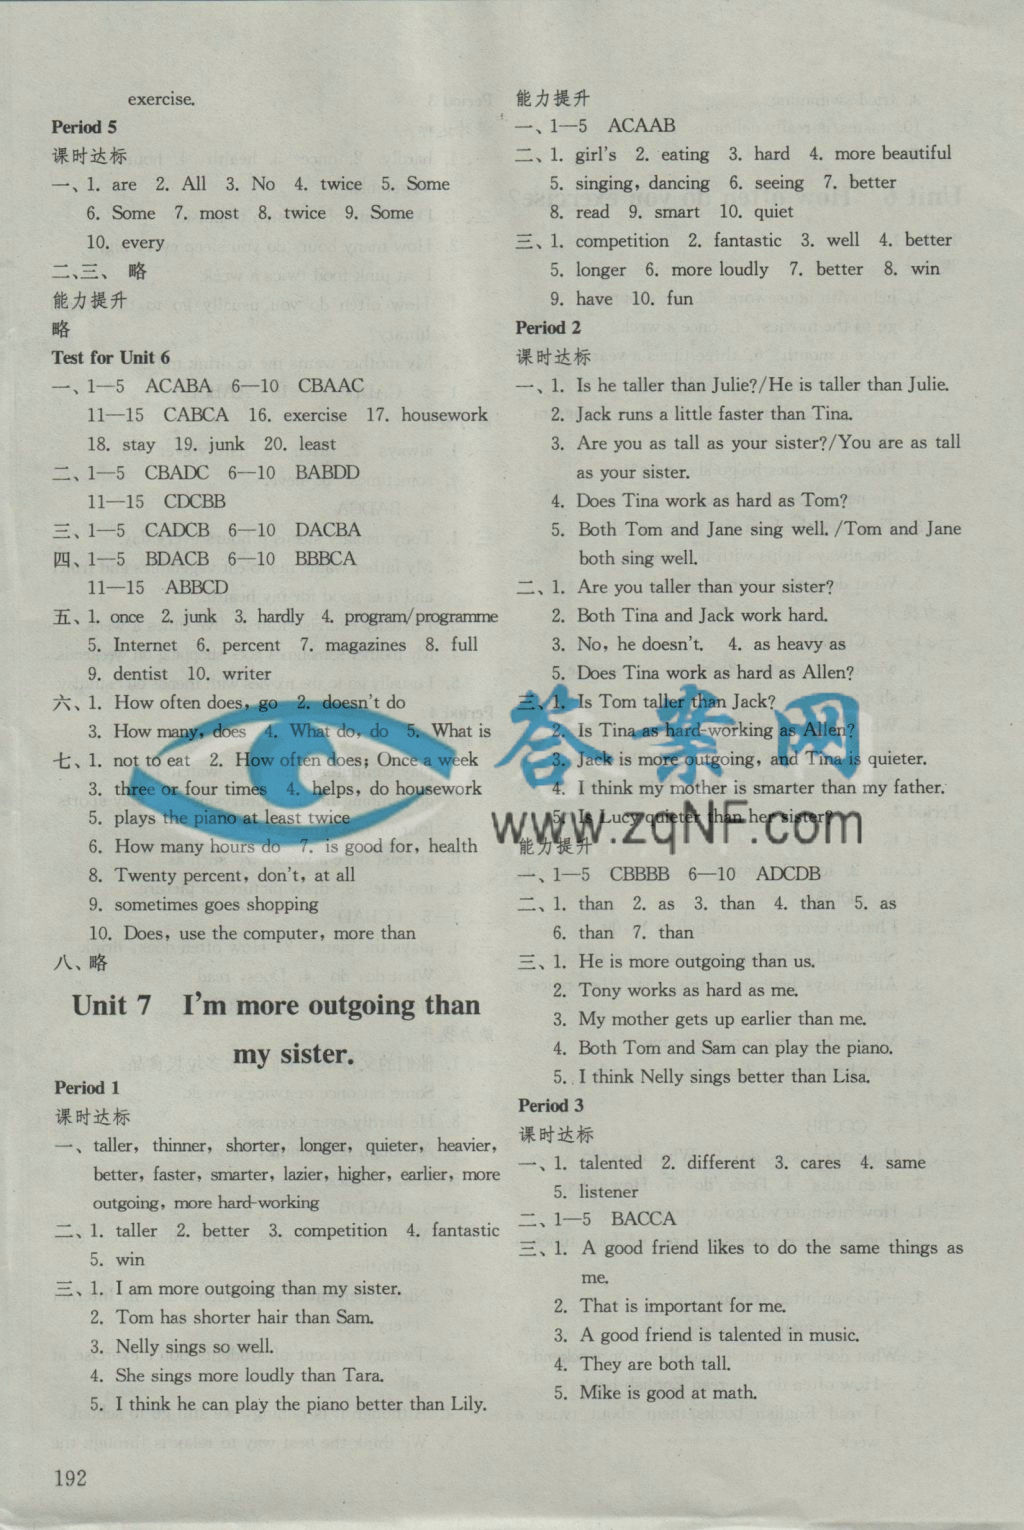 exercise.
Period 5
课时达标
一、1. are 2. All 3. No 4. twice 5. Some
6. Some 7. most 8. twice 9. Some
10. every
二、三、 略
能力提升
略
Test for Unit 6
一、1—5 ACABA 6—10 CBAAC
11—15 CABCA 16. exercise 17. housework
18. stay 19. junk 20. least
二、1—5 CBADC 6—10 BABDD
11—15 CDCBB
三、1—5 CADCB 6—10 DACBA
四、1—5 BDACB 6—10 BBBCA
11—15 ABBCD
五、1. once 2. junk 3. hardly 4. program/programme
5. Internet 6. percent 7. magazines 8. full
9. dentist 10. writer
六、1. How often does, go 2. doesn't do
3. How many, does 4. What do, do 5. What is
七、1. not to eat 2. How often does; Once a week
3. three or four times 4. helps, do housework
5. plays the piano at least twice
6. How many hours do 7. is good for, health
8. Twenty percent, don't, at all
9. sometimes goes shopping
10. Does, use the computer, more than
八、略
Unit 7 I'm more outgoing than
my sister.
Period 1
课时达标
一、taller, thinner, shorter, longer, quieter, heavier,
better, faster, smarter, lazier, higher, earlier, more
outgoing, more hard-working
二、1. taller 2. better 3. competition 4. fantastic
5. win
三、1. I am more outgoing than my sister.
2. Tom has shorter hair than Sam.
3. Nelly sings so well.
4. She sings more loudly than Tara.
5. I think he can play the piano better than Lily.
192
能力提升
一、1—5 ACAAB
二、1. girl's 2. eating 3. hard 4. more beautiful
5. singing, dancing 6. seeing 7. better
8. read 9. smart 10. quiet
三、1. competition 2. fantastic 3. well 4. better
5. longer 6. more loudly 7. better 8. win
9. have 10. fun
Period 2
课时达标
一、1. Is he taller than Julie?/He is taller than Julie.
2. Jack runs a little faster than Tina.
3. Are you as tall as your sister?/You are as tall
as your sister.
4. Does Tina work as hard as Tom?
5. Both Tom and Jane sing well. /Tom and Jane
both sing well.
二、1. Are you taller than your sister?
2. Both Tina and Jack work hard.
3. No, he doesn't. 4. as heavy as
5. Does Tina work as hard as Allen?
三、1. Is Tom taller than Jack?
2. Is Tina as hard-working as Allen?
3. Jack is more outgoing, and Tina is quieter.
4. I think my mother is smarter than my father.
5. Is Lucy quieter than her sister?
答案网
www.zqNF.com
能力提升
一、1—5 CBBBB 6—10 ADCDB
二、1. than 2. as 3. than 4. than 5. as
6. than 7. than
三、1. He is more outgoing than us.
2. Tony works as hard as me.
3. My mother gets up earlier than me.
4. Both Tom and Sam can play the piano.
5. I think Nelly sings better than Lisa.
Period 3
课时达标
一、1. talented 2. different 3. cares 4. same
5. listener
二、1—5 BACCA
三、1. A good friend likes to do the same things as
me.
2. That is important for me.
3. A good friend is talented in music.
4. They are both tall.
5. Mike is good at math.